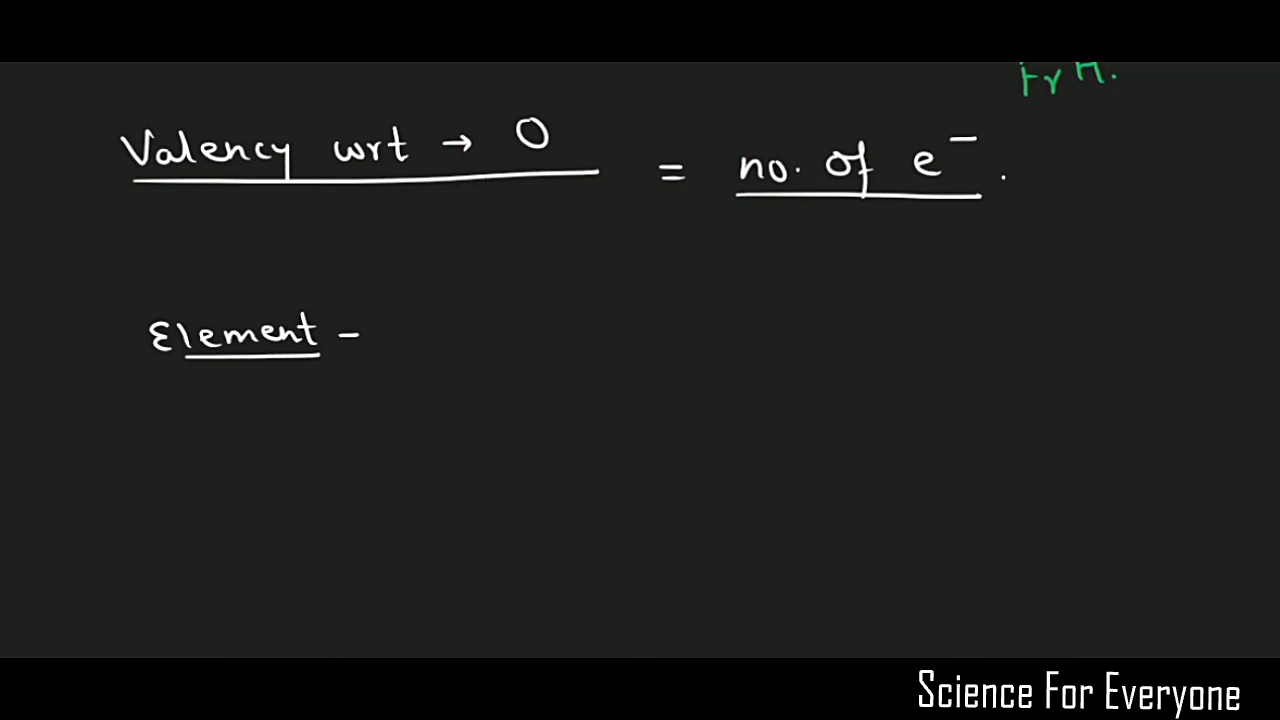 Valency wrt → O = no. of e⁻.
Element -
Science For Everyone